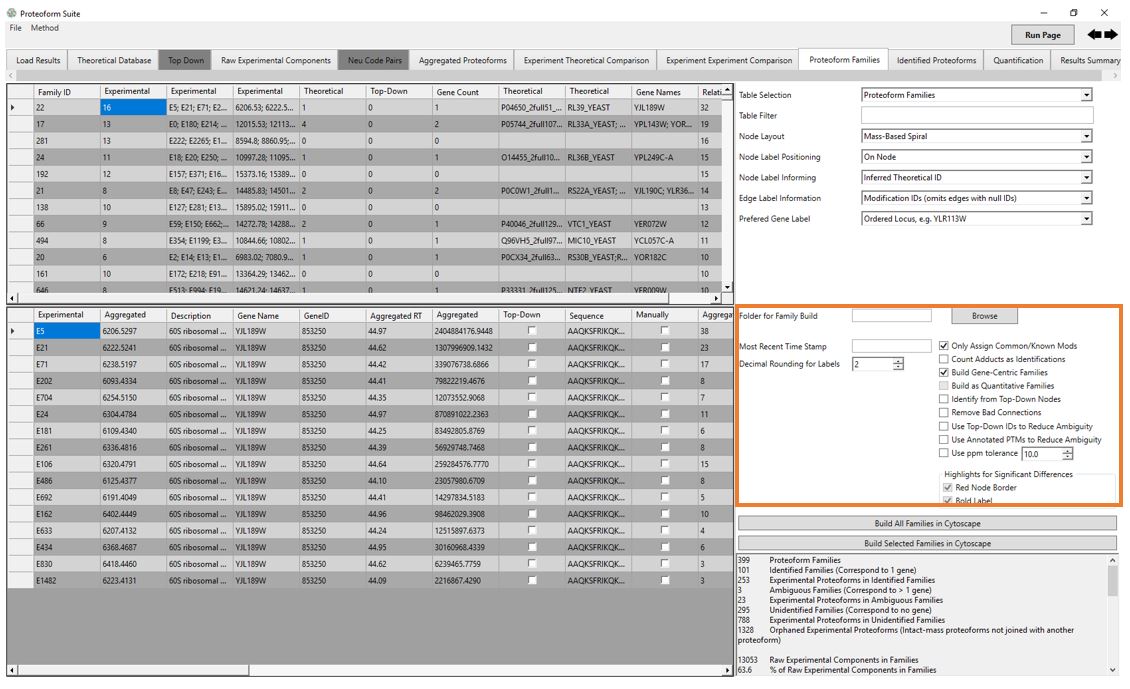 Proteoform Suite
File Method
Run Page
Load Results Theoretical Database Top Down Raw Experimental Components Neu Code Pairs Aggregated Proteoforms Experiment Theoretical Comparison Experiment Experiment Comparison Proteoform Families Identified Proteoforms Quantification Results Summary
Family ID Experimental Experimental Experimental Theoretical Top-Down Gene Count Theoretical Theoretical Gene Names Relati
22 16 E5; E21; E71; E2... 6206.53; 6222.5... 1 0 1 P04650_2full51_... RL39_YEAST YJL189W 32
17 13 E0; E180; E214; ... 12015.53; 12113... 4 0 2 P05744_2full107... RL33A_YEAST; ... YPL143W; YOR... 19
281 13 E222; E2265; E1... 8594.8; 8860.95;... 0 0 0 16
24 11 E18; E20; E250; ... 10997.28; 11095... 1 0 1 O14455_2full10... RL36B_YEAST YPL249C-A 15
192 12 E157; E371; E16... 15373.16; 15389... 0 0 0 15
21 8 E8; E47; E243; E... 14485.83; 14501... 2 0 2 P0C0W1_2full1... RS22A_YEAST; ... YJL190C; YLR36... 14
138 10 E127; E281; E13... 15895.02; 15911... 0 0 0 13
66 9 E59; E150; E662;... 14272.78; 14288... 2 0 1 P40046_2full129... VTC1_YEAST YER072W 12
494 8 E354; E1199; E3... 10844.66; 10802... 1 0 1 Q96VH5_2full97... MIC10_YEAST YCL057C-A 11
20 6 E2; E14; E13; E1... 6983.02; 7080.9... 1 0 1 P0CX34_2full63... RS30B_YEAST;R... YOR182C 10
161 10 E172; E218; E91... 13364.29; 13462... 0 0 0 10
646 8 E513; E994; E19... 14621.24; 14637... 1 0 1 P33331_2full125... NTF2_YEAST YER009W 10
Table Selection Proteoform Families
Table Filter
Node Layout Mass-Based Spiral
Node Label Positioning On Node
Node Label Informing Inferred Theoretical ID
Edge Label Information Modification IDs (omits edges with null IDs)
Prefered Gene Label Ordered Locus, e.g. YLR113W
Experimental Aggregated Description Gene Name GeneID Aggregated RT Aggregated Top-Down Sequence Manually Aggrega
E5 6206.5297 60S ribosomal ... YJL189W 853250 44.97 2404884176.9448 AAQKSFRIKQK... 38
E21 6222.5241 60S ribosomal ... YJL189W 853250 44.62 1307996909.1432 AAQKSFRIKQK... 23
E71 6238.5197 60S ribosomal ... YJL189W 853250 44.42 339076738.6866 AAQKSFRIKQK... 17
E202 6093.4334 60S ribosomal ... YJL189W 853250 44.41 79822219.4676 AAQKSFRIKQK... 8
E704 6254.5150 60S ribosomal ... YJL189W 853250 44.35 12073552.9068 AAQKSFRIKQK... 7
E24 6304.4784 60S ribosomal ... YJL189W 853250 44.97 870891022.2363 AAQKSFRIKQK... 11
E181 6109.4340 60S ribosomal ... YJL189W 853250 44.25 83492805.8769 AAQKSFRIKQK... 6
E261 6336.4816 60S ribosomal ... YJL189W 853250 44.39 56929748.7468 AAQKSFRIKQK... 8
E106 6320.4791 60S ribosomal ... YJL189W 853250 44.64 259284576.7770 AAQKSFRIKQK... 15
E486 6125.4377 60S ribosomal ... YJL189W 853250 44.10 23057980.6709 AAQKSFRIKQK... 8
E692 6191.4049 60S ribosomal ... YJL189W 853250 44.41 14297834.5183 AAQKSFRIKQK... 5
E162 6402.4449 60S ribosomal ... YJL189W 853250 44.96 98462029.3908 AAQKSFRIKQK... 10
E633 6207.4132 60S ribosomal ... YJL189W 853250 44.24 12515897.6373 AAQKSFRIKQK... 4
E434 6368.4687 60S ribosomal ... YJL189W 853250 44.95 30160968.4339 AAQKSFRIKQK... 6
E830 6418.4460 60S ribosomal ... YJL189W 853250 44.62 6239465.7759 AAQKSFRIKQK... 3
E1482 6223.4131 60S ribosomal ... YJL189W 853250 44.09 2216867.4290 AAQKSFRIKQK... 3
Folder for Family Build Browse
Most Recent Time Stamp
Decimal Rounding for Labels 2
Only Assign Common/Known Mods
Count Adducts as Identifications
Build Gene-Centric Families
Build as Quantitative Families
Identify from Top-Down Nodes
Remove Bad Connections
Use Top-Down IDs to Reduce Ambiguity
Use Annotated PTMs to Reduce Ambiguity
Use ppm tolerance 10.0
Highlights for Significant Differences
Red Node Border
Bold Label
Build All Families in Cytoscape
Build Selected Families in Cytoscape
399 Proteoform Families
101 Identified Families (Correspond to 1 gene)
253 Experimental Proteoforms in Identified Families
3 Ambiguous Families (Correspond to > 1 gene)
23 Experimental Proteoforms in Ambiguous Families
295 Unidentified Families (Correspond to no gene)
788 Experimental Proteoforms in Unidentified Families
1328 Orphaned Experimental Proteoforms (Intact-mass proteoforms not joined with another
proteoform)
13053 Raw Experimental Components in Families
63.6 % of Raw Experimental Components in Families